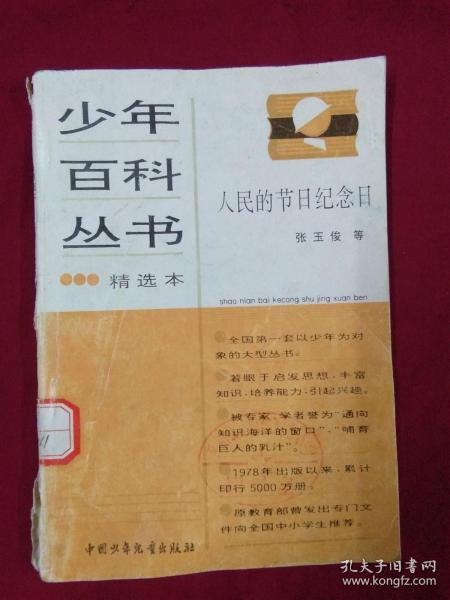 少年
百科
丛书
精选本
人民的节日纪念日
张玉俊 等
shao nian bai kecong shu jing xuan ben
全国第一套以少年为对
象的大型丛书。
着眼于启发思想，丰富
知识，培养能力，引起兴趣。
被专家、学者誉为“通向
知识海洋的窗口”，“哺育
巨人的乳汁”。
1978年出版以来，累计
印行5000万册。
原教育部曾发出专门文
件向全国中小学生推荐。
中国少年儿童出版社
孔夫子旧书网
www.kongfz.com